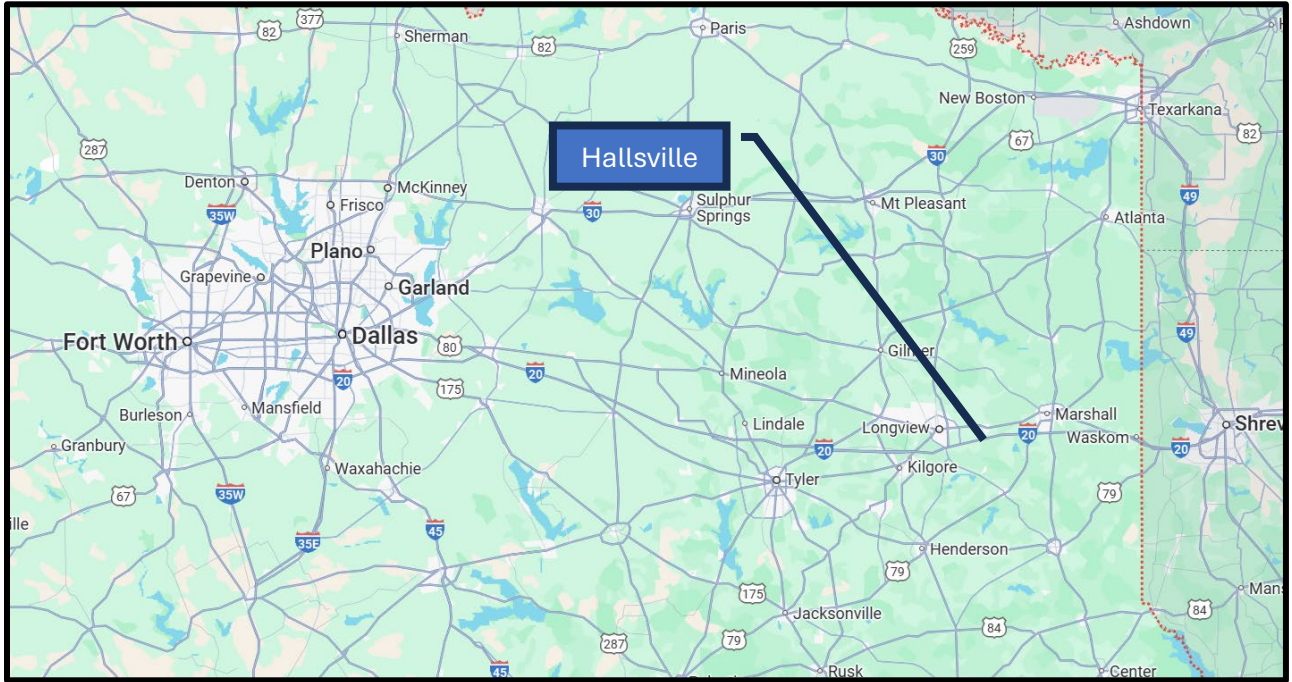 377
82
Sherman
82
Paris
259
Ashdown
New Boston
Texarkana
67
82
287
30
Hallsville
Denton
McKinney
35W
Frisco
30
Sulphur
Springs
Mt Pleasant
49
Atlanta
Plano
Grapevine
Garland
Fort Worth
Dallas
80
49
20
20
175
Mineola
Gilmer
Burleson
Mansfield
Lindale
Longview
Marshall
20
Waskom
Shrev
20
Granbury
Waxahachie
20
Kilgore
Tyler
67
35W
79
ille
45
35E
Henderson
79
175
Mans
Jacksonville
84
84
287
79
45
Rusk
Center